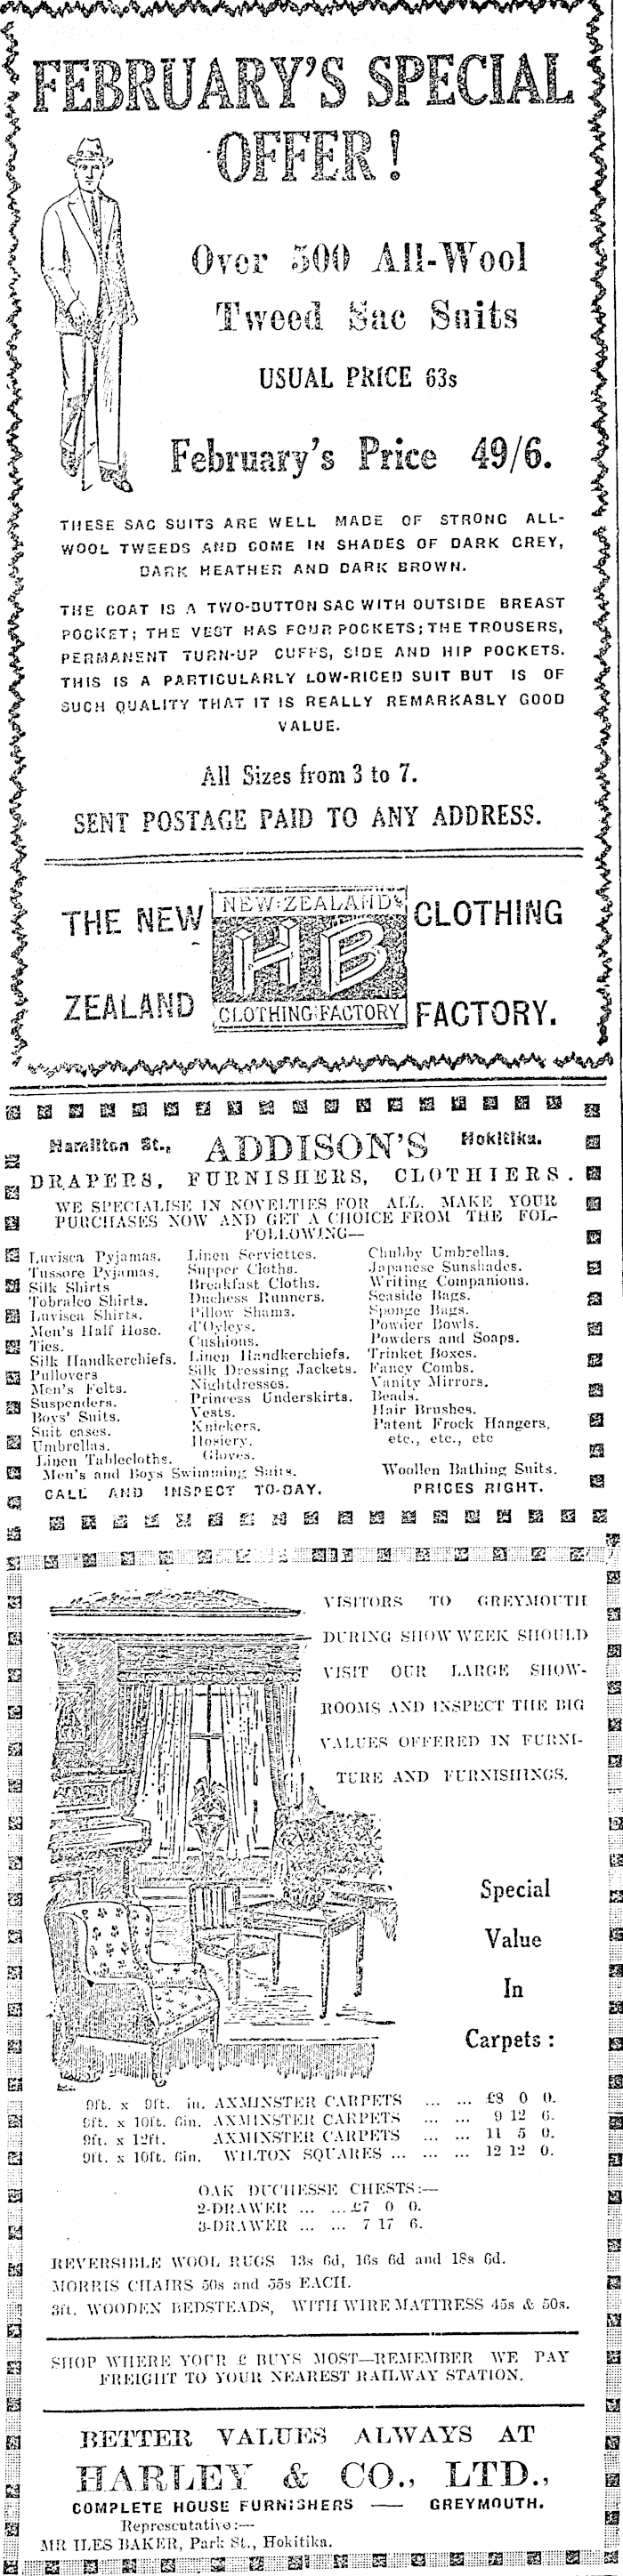 FEBRUARY'S SPECIAL
OFFER!
Over 500 All-Wool
Tweed Sac Suits
USUAL PRICE 63s
February's Price 49/6.
THESE SAC SUITS ARE WELL MADE OF STRONG ALL-
WOOL TWEEDS AND COME IN SHADES OF DARK GREY,
DARK HEATHER AND DARK BROWN.
THE COAT IS A TWO-BUTTON SAC WITH OUTSIDE BREAST
POCKET; THE VEST HAS FOUR POCKETS; THE TROUSERS,
PERMANENT TURN-UP CUFFS, SIDE AND HIP POCKETS.
THIS IS A PARTICULARLY LOW-RICED SUIT BUT IS OF
SUCH QUALITY THAT IT IS REALLY REMARKABLY GOOD
VALUE.
All Sizes from 3 to 7.
SENT POSTAGE PAID TO ANY ADDRESS.
THE NEW ZEALAND
NEW ZEALAND
HB
CLOTHING FACTORY
CLOTHING FACTORY.
Hamilton St., ADDISON'S Hokitika.
DRAPERS, FURNISHERS, CLOTHIERS.
WE SPECIALISE IN NOVELTIES FOR ALL. MAKE YOUR
PURCHASES NOW AND GET A CHOICE FROM THE FOL-
FOLLOWING—
Luvisca Pyjamas.
Tussore Pyjamas.
Silk Shirts
Tobralco Shirts.
Luvisca Shirts.
Men's Half Hose.
Ties.
Silk Handkerchiefs.
Pullovers
Men's Felts.
Suspenders.
Boys' Suits.
Suit cases.
Umbrellas.
Linen Tablecloths.
Men's and Boys Swimming Suits.
Linen Serviettes.
Supper Cloths.
Breakfast Cloths.
Duchess Runners.
Pillow Shams.
d'Oyleys.
Cushions.
Linen Handkerchiefs.
Silk Dressing Jackets.
Nightdresses.
Princess Underskirts.
Vests.
Knickers.
Hosiery.
Gloves.
Chubby Umbrellas.
Japanese Sunshades.
Writing Companions.
Seaside Bags.
Sponge Bags.
Powder Bowls.
Powders and Soaps.
Trinket Boxes.
Fancy Combs.
Vanity Mirrors.
Beads.
Hair Brushes.
Patent Frock Hangers,
etc., etc., etc
Woollen Bathing Suits.
CALL AND INSPECT TO-DAY. PRICES RIGHT.
VISITORS TO GREYMOUTH
DURING SHOW WEEK SHOULD
VISIT OUR LARGE SHOW-
ROOMS AND INSPECT THE BIG
VALUES OFFERED IN FURNI-
TURE AND FURNISHINGS.
Special
Value
In
Carpets:
9ft. x 9ft. in. AXMINSTER CARPETS ... ... £8 0 0.
9ft. x 10ft. 6in. AXMINSTER CARPETS ... ... 9 12 6.
9ft. x 12ft. AXMINSTER CARPETS ... ... 11 5 0.
9ft. x 10ft. 6in. WILTON SQUARES ... ... ... 12 12 0.
OAK DUCHESSE CHESTS:—
2-DRAWER ... ... £7 0 0.
3-DRAWER ... ... 7 17 6.
REVERSIBLE WOOL RUGS 13s 6d, 16s 6d and 18s 6d.
MORRIS CHAIRS 50s and 55s EACH.
3ft. WOODEN BEDSTEADS, WITH WIRE MATTRESS 45s & 50s.
SHOP WHERE YOUR £ BUYS MOST—REMEMBER WE PAY
FREIGHT TO YOUR NEAREST RAILWAY STATION.
BETTER VALUES ALWAYS AT
HARLEY & CO., LTD.,
COMPLETE HOUSE FURNISHERS — GREYMOUTH.
Representative:—
MR ILES BAKER, Park St., Hokitika.